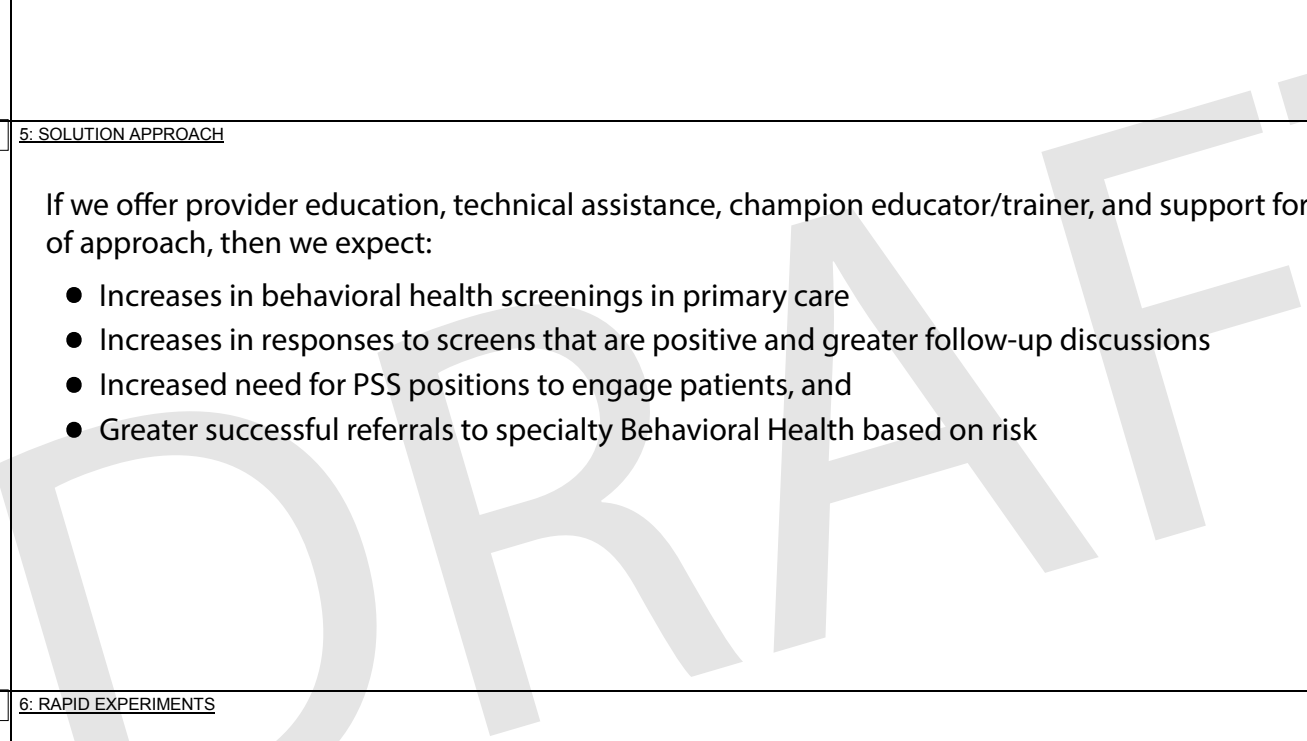 5: SOLUTION APPROACH
If we offer provider education, technical assistance, champion educator/trainer, and support for
of approach, then we expect:
● Increases in behavioral health screenings in primary care
● Increases in responses to screens that are positive and greater follow-up discussions
● Increased need for PSS positions to engage patients, and
● Greater successful referrals to specialty Behavioral Health based on risk
6: RAPID EXPERIMENTS
DRAFT